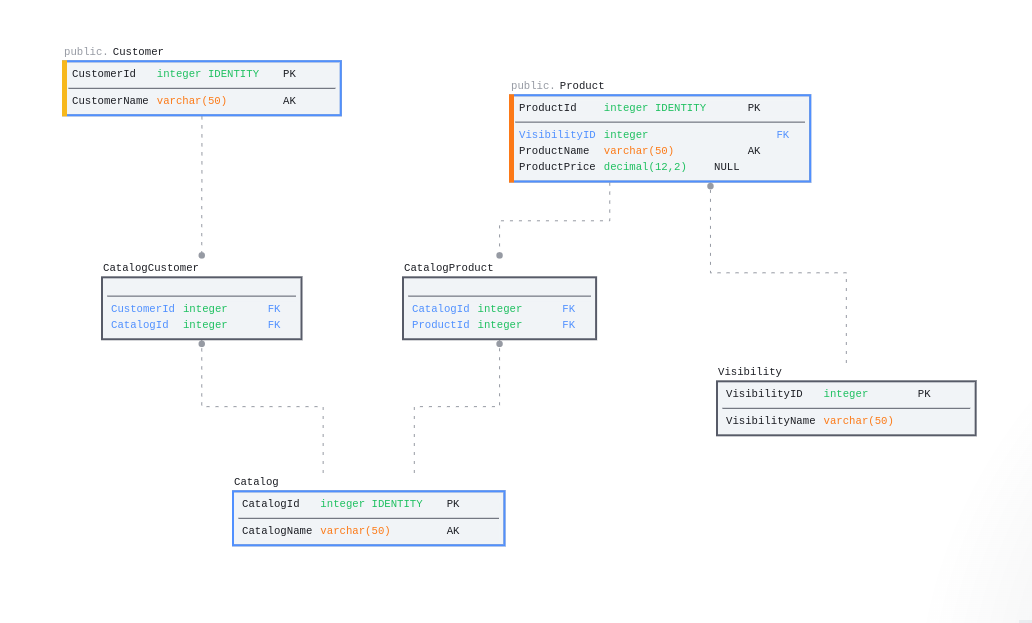 public. Customer
CustomerId integer IDENTITY PK
CustomerName varchar(50) AK
public. Product
ProductId integer IDENTITY PK
VisibilityID integer FK
ProductName varchar(50) AK
ProductPrice decimal(12,2) NULL
CatalogCustomer
CustomerId integer FK
CatalogId integer FK
CatalogProduct
CatalogId integer FK
ProductId integer FK
Visibility
VisibilityID integer PK
VisibilityName varchar(50)
Catalog
CatalogId integer IDENTITY PK
CatalogName varchar(50) AK